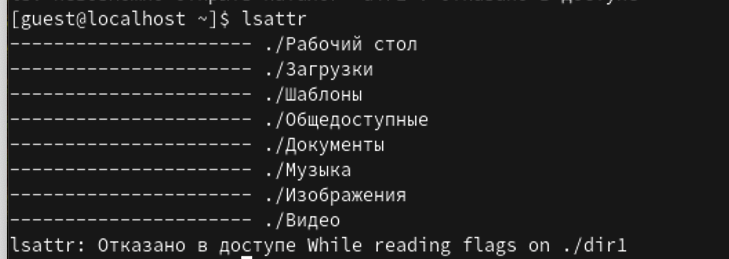 [guest@localhost ~]$ lsattr
---------------------- ./Рабочий стол
---------------------- ./Загрузки
---------------------- ./Шаблоны
---------------------- ./Общедоступные
---------------------- ./Документы
---------------------- ./Музыка
---------------------- ./Изображения
---------------------- ./Видео
lsattr: Отказано в доступе While reading flags on ./dir1